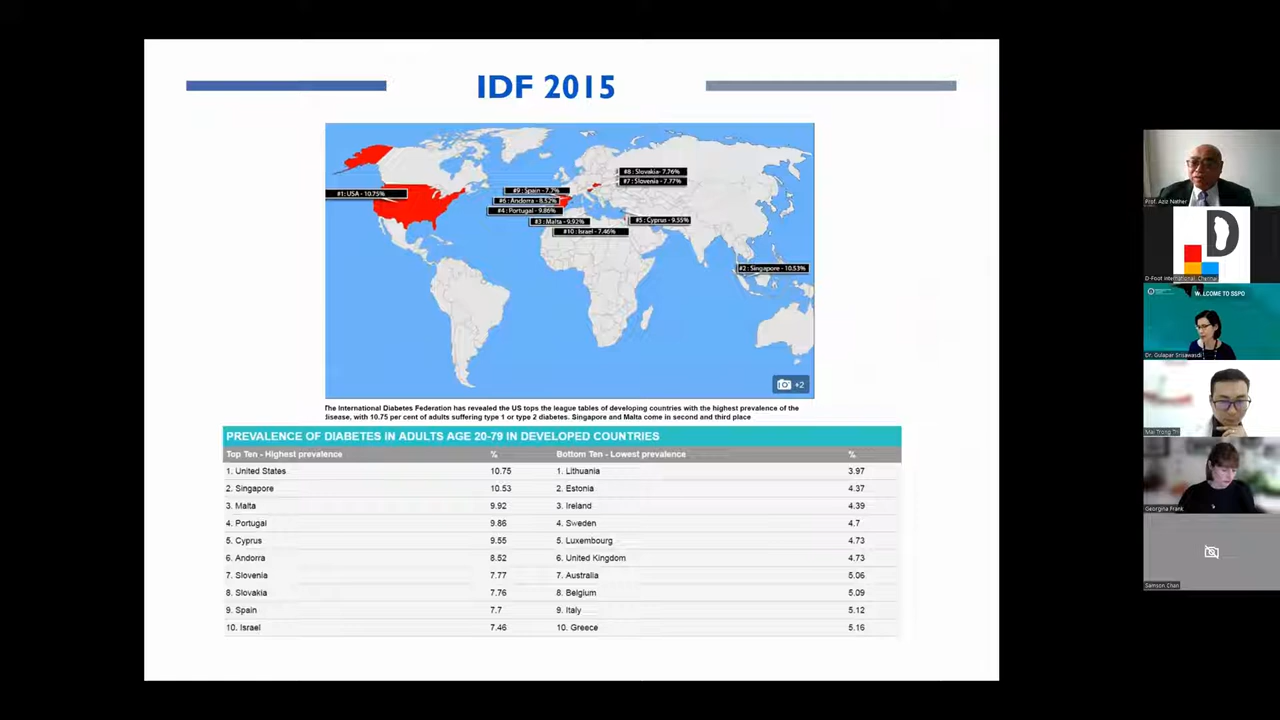 IDF 2015
#8 : Slovakia- 7.76%
#7 : Slovenia - 7.77%
#1: USA - 10.75%
#9 : Spain - 7.7%
#6 : Andorra - 8.52%
#4 : Portugal - 9.86%
#3 : Malta - 9.92%
#5 : Cyprus - 9.55%
#10 : Israel - 7.46%
#2 : Singapore - 10.53%
+2
The International Diabetes Federation has revealed the US tops the league tables of developing countries with the highest prevalence of the
disease, with 10.75 per cent of adults suffering type 1 or type 2 diabetes. Singapore and Malta come in second and third place
PREVALENCE OF DIABETES IN ADULTS AGE 20-79 IN DEVELOPED COUNTRIES
Top Ten - Highest prevalence % Bottom Ten - Lowest prevalence %
1. United States 10.75 1. Lithuania 3.97
2. Singapore 10.53 2. Estonia 4.37
3. Malta 9.92 3. Ireland 4.39
4. Portugal 9.86 4. Sweden 4.7
5. Cyprus 9.55 5. Luxembourg 4.73
6. Andorra 8.52 6. United Kingdom 4.73
7. Slovenia 7.77 7. Australia 5.06
8. Slovakia 7.76 8. Belgium 5.09
9. Spain 7.7 9. Italy 5.12
10. Israel 7.46 10. Greece 5.16
Prof. Aziz Nather
D
D-Foot International: Chennai
WELCOME TO SSPO
Dr. Gulapar Srisawasdi
Mai Trong Tri
Georgina Frank
Samson Chan